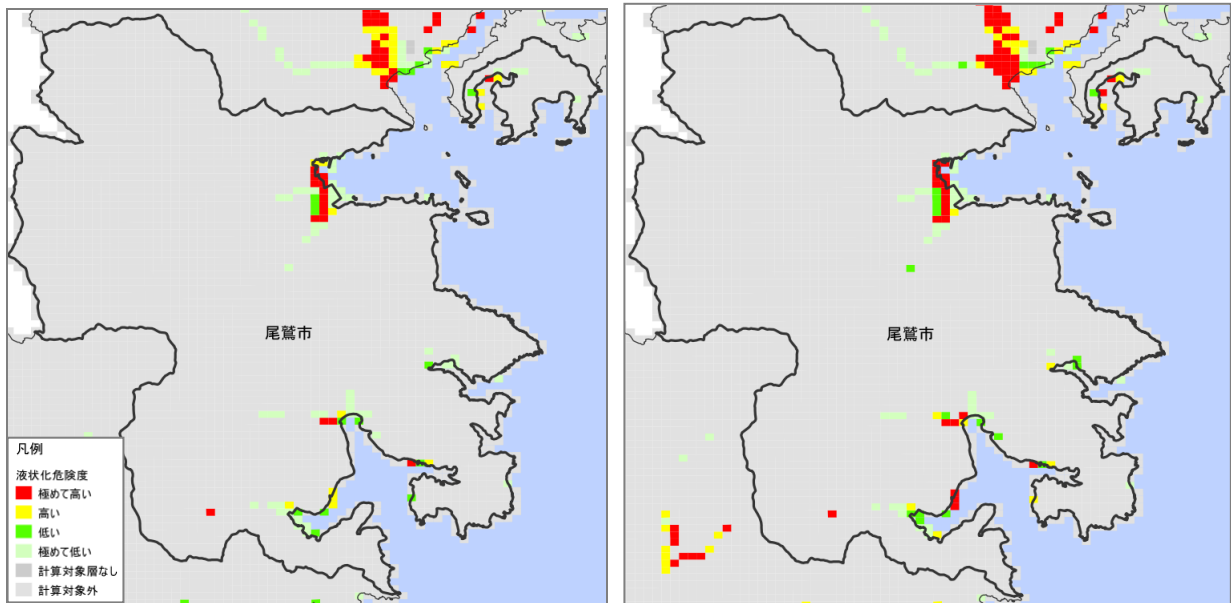 尾鷲市
凡例
液状化危険度
極めて高い
高い
低い
極めて低い
計算対象層なし
計算対象外
尾鷲市